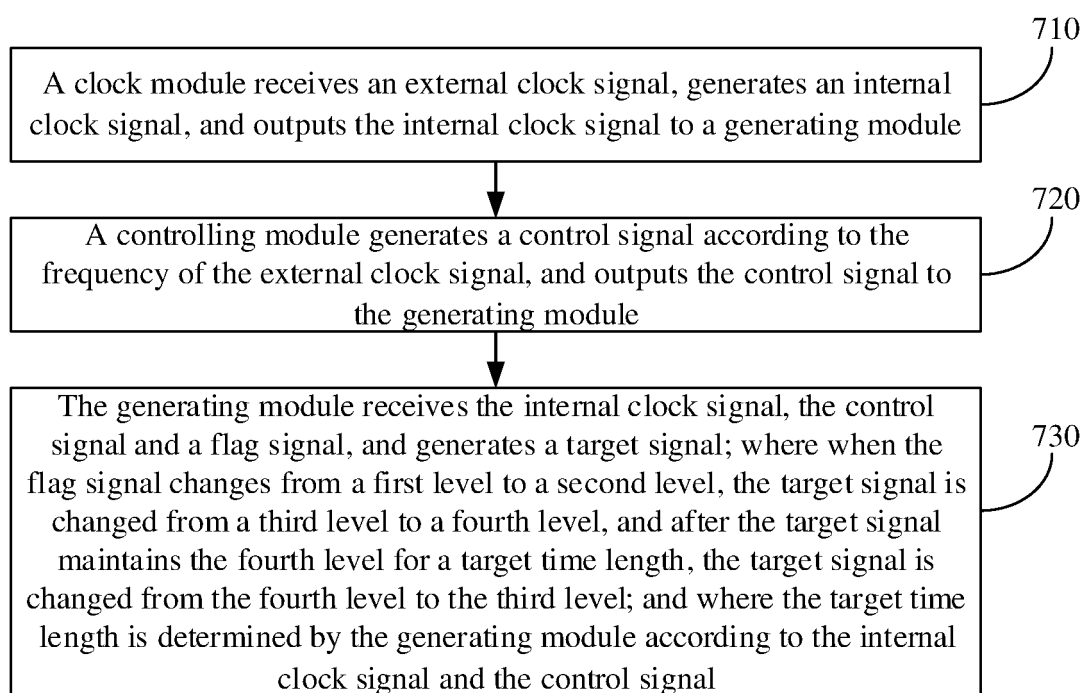 710
A clock module receives an external clock signal, generates an internal
clock signal, and outputs the internal clock signal to a generating module
720
A controlling module generates a control signal according to the
frequency of the external clock signal, and outputs the control signal to
the generating module
730
The generating module receives the internal clock signal, the control
signal and a flag signal, and generates a target signal; where when the
flag signal changes from a first level to a second level, the target signal is
changed from a third level to a fourth level, and after the target signal
maintains the fourth level for a target time length, the target signal is
changed from the fourth level to the third level; and where the target time
length is determined by the generating module according to the internal
clock signal and the control signal